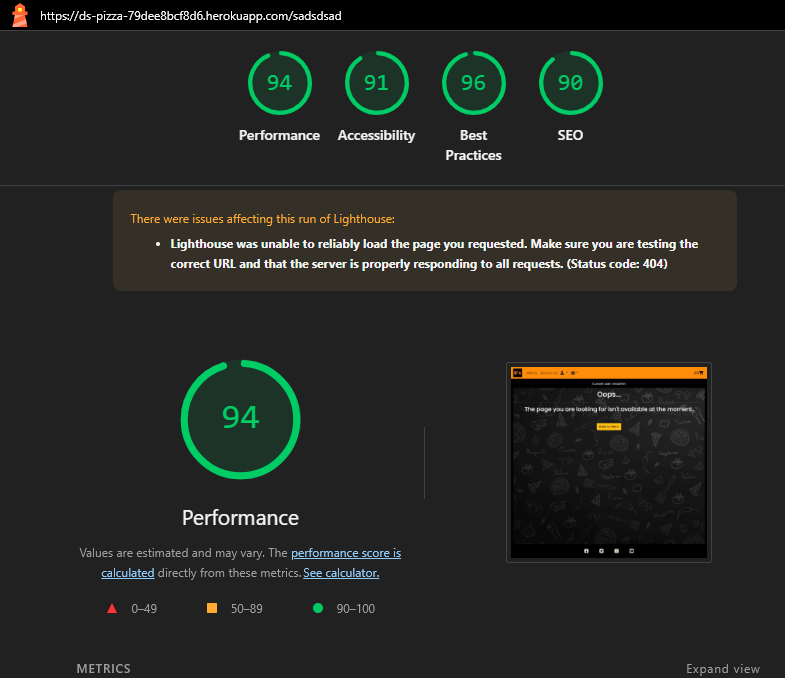 https://ds-pizza-79dee8bcf8d6.herokuapp.com/sadsdsad
94 91 96 90
Performance Accessibility Best Practices SEO
There were issues affecting this run of Lighthouse:
• Lighthouse was unable to reliably load the page you requested. Make sure you are testing the
correct URL and that the server is properly responding to all requests. (Status code: 404)
94
Performance
Values are estimated and may vary. The performance score is
calculated directly from these metrics. See calculator.
0–49 50–89 90–100
Oops...
The page you are looking for isn't available at the moment.
METRICS Expand view